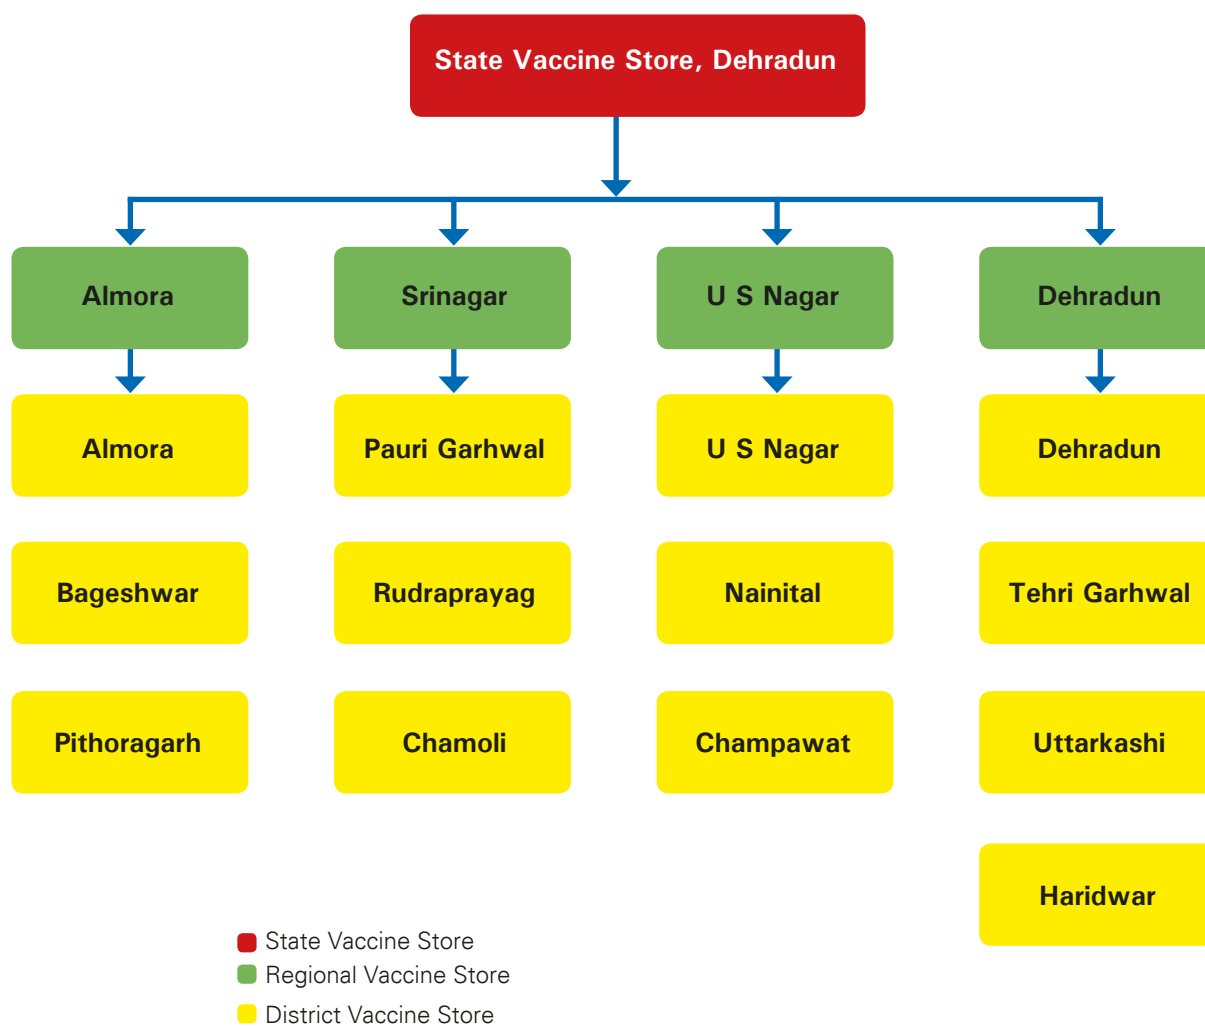 State Vaccine Store, Dehradun
Almora
Srinagar
U S Nagar
Dehradun
Almora
Pauri Garhwal
U S Nagar
Dehradun
Bageshwar
Rudraprayag
Nainital
Tehri Garhwal
Pithoragarh
Chamoli
Champawat
Uttarkashi
Haridwar
State Vaccine Store
Regional Vaccine Store
District Vaccine Store